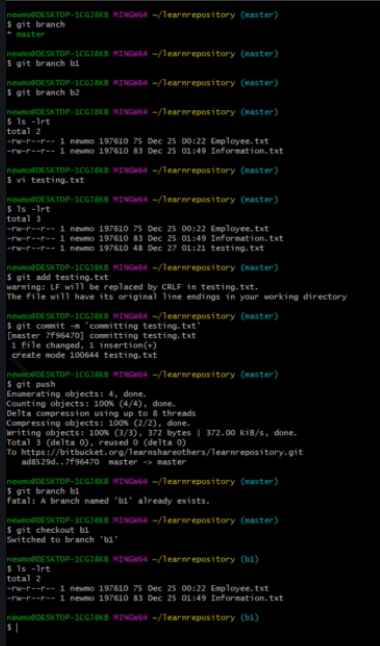 newmo@DESKTOP-1CGJ8KB MINGW64 ~/learnrepository (master)
$ git branch
* master
newmo@DESKTOP-1CGJ8KB MINGW64 ~/learnrepository (master)
$ git branch b1
newmo@DESKTOP-1CGJ8KB MINGW64 ~/learnrepository (master)
$ git branch b2
newmo@DESKTOP-1CGJ8KB MINGW64 ~/learnrepository (master)
$ ls -lrt
total 2
-rw-r--r-- 1 newmo 197610 75 Dec 25 00:22 Employee.txt
-rw-r--r-- 1 newmo 197610 83 Dec 25 01:49 Information.txt
newmo@DESKTOP-1CGJ8KB MINGW64 ~/learnrepository (master)
$ vi testing.txt
newmo@DESKTOP-1CGJ8KB MINGW64 ~/learnrepository (master)
$ ls -lrt
total 3
-rw-r--r-- 1 newmo 197610 75 Dec 25 00:22 Employee.txt
-rw-r--r-- 1 newmo 197610 83 Dec 25 01:49 Information.txt
-rw-r--r-- 1 newmo 197610 48 Dec 27 01:21 testing.txt
newmo@DESKTOP-1CGJ8KB MINGW64 ~/learnrepository (master)
$ git add testing.txt
warning: LF will be replaced by CRLF in testing.txt.
The file will have its original line endings in your working directory
newmo@DESKTOP-1CGJ8KB MINGW64 ~/learnrepository (master)
$ git commit -m 'committing testing.txt'
[master 7f96470] committing testing.txt
1 file changed, 1 insertion(+)
create mode 100644 testing.txt
newmo@DESKTOP-1CGJ8KB MINGW64 ~/learnrepository (master)
$ git push
Enumerating objects: 4, done.
Counting objects: 100% (4/4), done.
Delta compression using up to 8 threads
Compressing objects: 100% (2/2), done.
Writing objects: 100% (3/3), 372 bytes | 372.00 KiB/s, done.
Total 3 (delta 0), reused 0 (delta 0)
To https://bitbucket.org/learnshareothers/learnrepository.git
ad8529d..7f96470 master -> master
newmo@DESKTOP-1CGJ8KB MINGW64 ~/learnrepository (master)
$ git branch b1
fatal: A branch named 'b1' already exists.
newmo@DESKTOP-1CGJ8KB MINGW64 ~/learnrepository (master)
$ git checkout b1
Switched to branch 'b1'
newmo@DESKTOP-1CGJ8KB MINGW64 ~/learnrepository (b1)
$ ls -lrt
total 2
-rw-r--r-- 1 newmo 197610 75 Dec 25 00:22 Employee.txt
-rw-r--r-- 1 newmo 197610 83 Dec 25 01:49 Information.txt
newmo@DESKTOP-1CGJ8KB MINGW64 ~/learnrepository (b1)
$